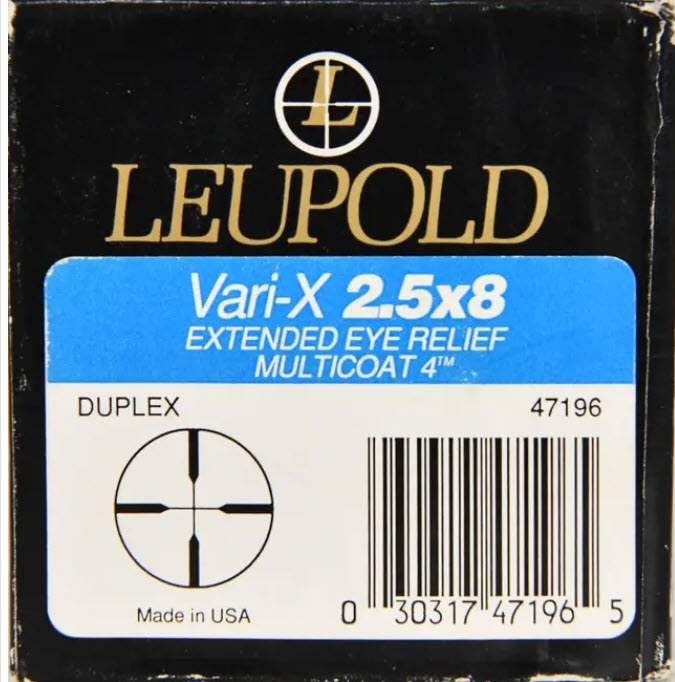 L
LEUPOLD
Vari-X 2.5x8
EXTENDED EYE RELIEF
MULTICOAT 4™
DUPLEX 47196
Made in USA
0 30317 47196 5